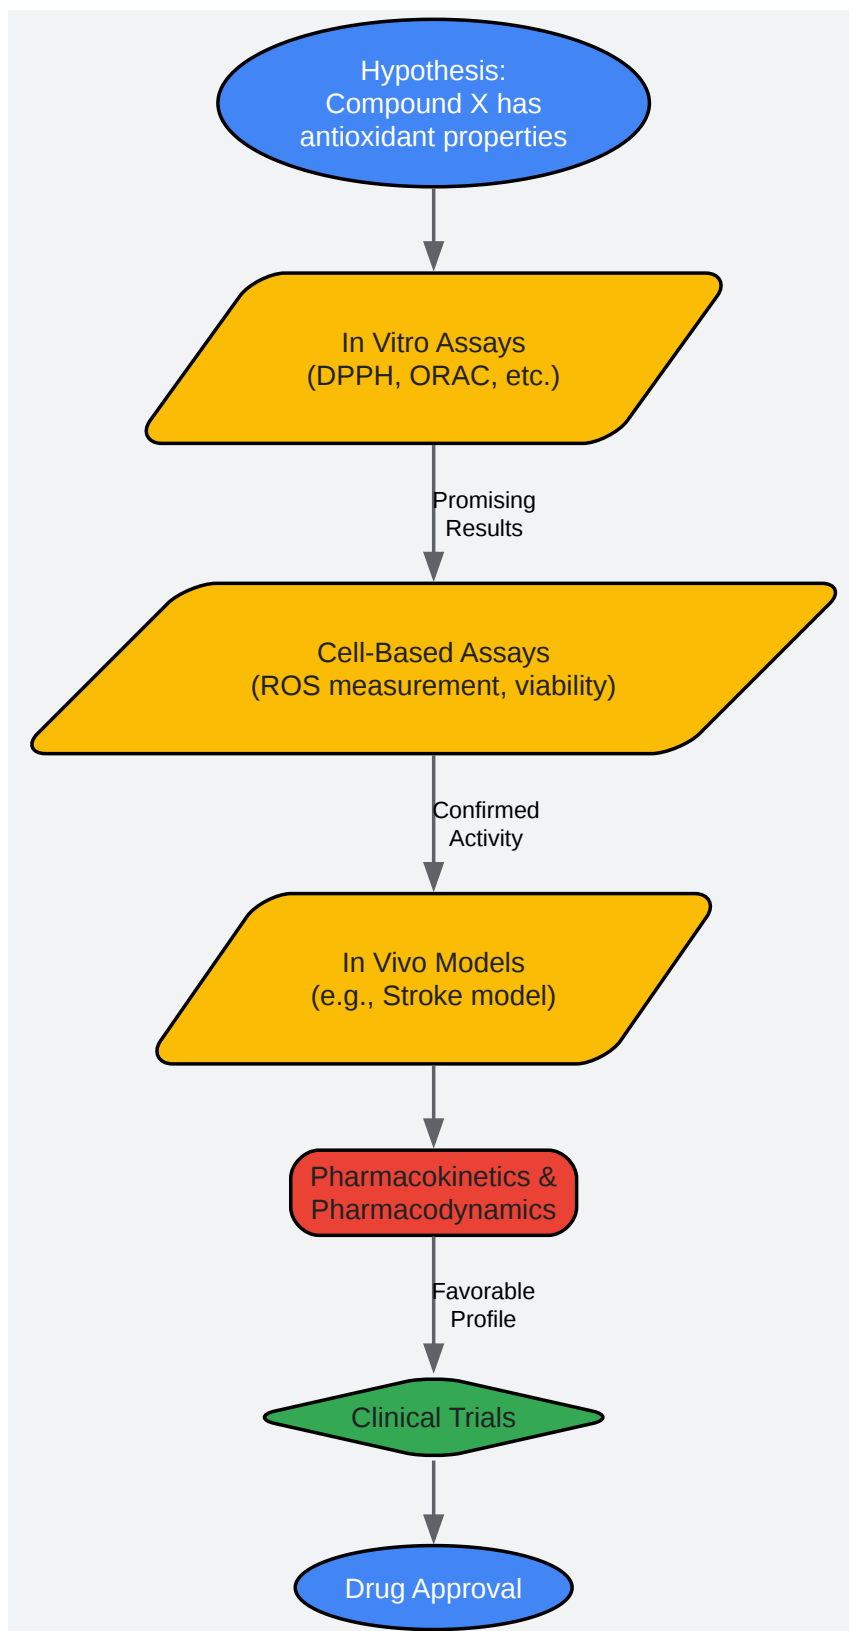 Hypothesis:
Compound X has
antioxidant properties
In Vitro Assays
(DPPH, ORAC, etc.)
Promising
Results
Cell-Based Assays
(ROS measurement, viability)
Confirmed
Activity
In Vivo Models
(e.g., Stroke model)
Pharmacokinetics &
Pharmacodynamics
Favorable
Profile
Clinical Trials
Drug Approval